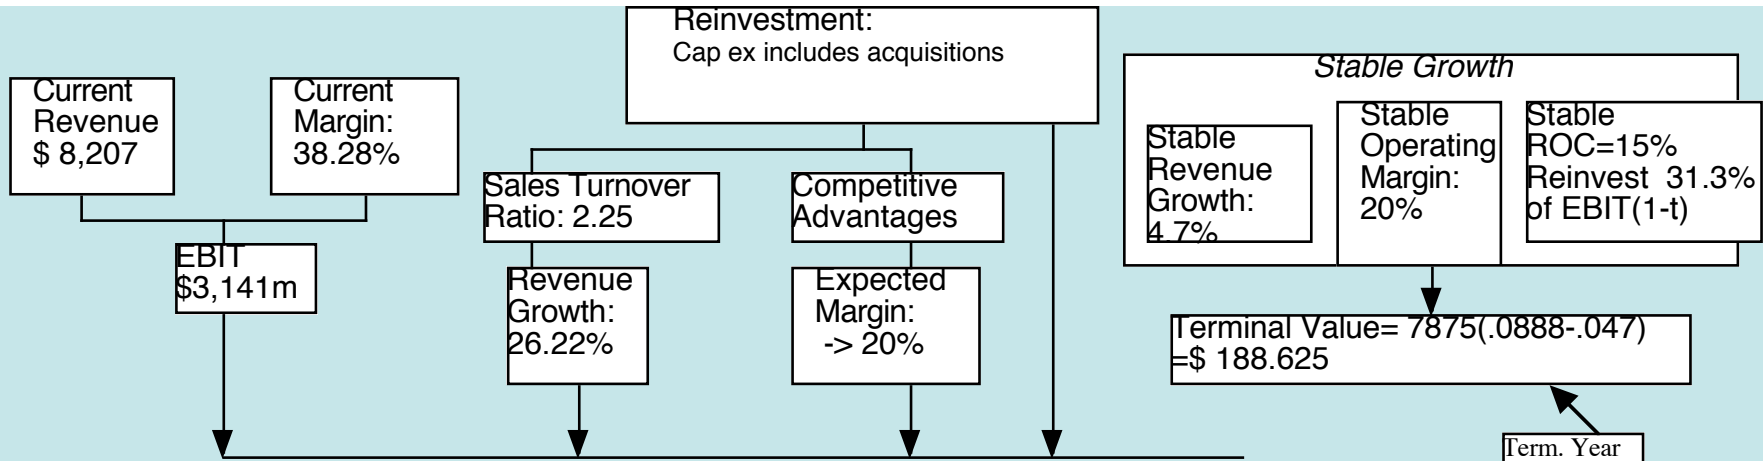 Reinvestment:
Cap ex includes acquisitions
Stable Growth
Current
Revenue
$ 8,207
Current
Margin:
38.28%
Stable
Revenue
Growth:
4.7%
Stable
Operating
Margin:
20%
Stable
ROC=15%
Reinvest 31.3%
of EBIT(1-t)
Sales Turnover
Ratio: 2.25
Competitive
Advantages
EBIT
$3,141m
Revenue
Growth:
26.22%
Expected
Margin:
-> 20%
Terminal Value= 7875(.0888-.047)
=$ 188.625
Term. Year